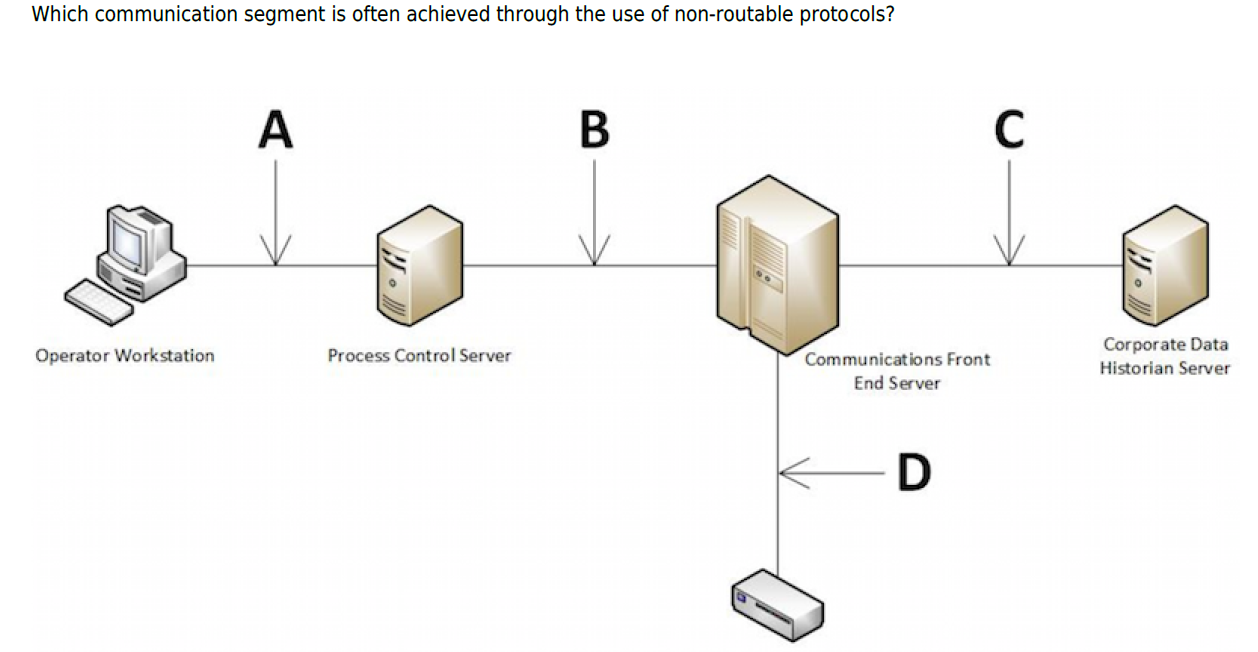 Which communication segment is often achieved through the use of non-routable protocols?
A
B
C
Operator Workstation
Process Control Server
Communications Front
End Server
Corporate Data
Historian Server
D